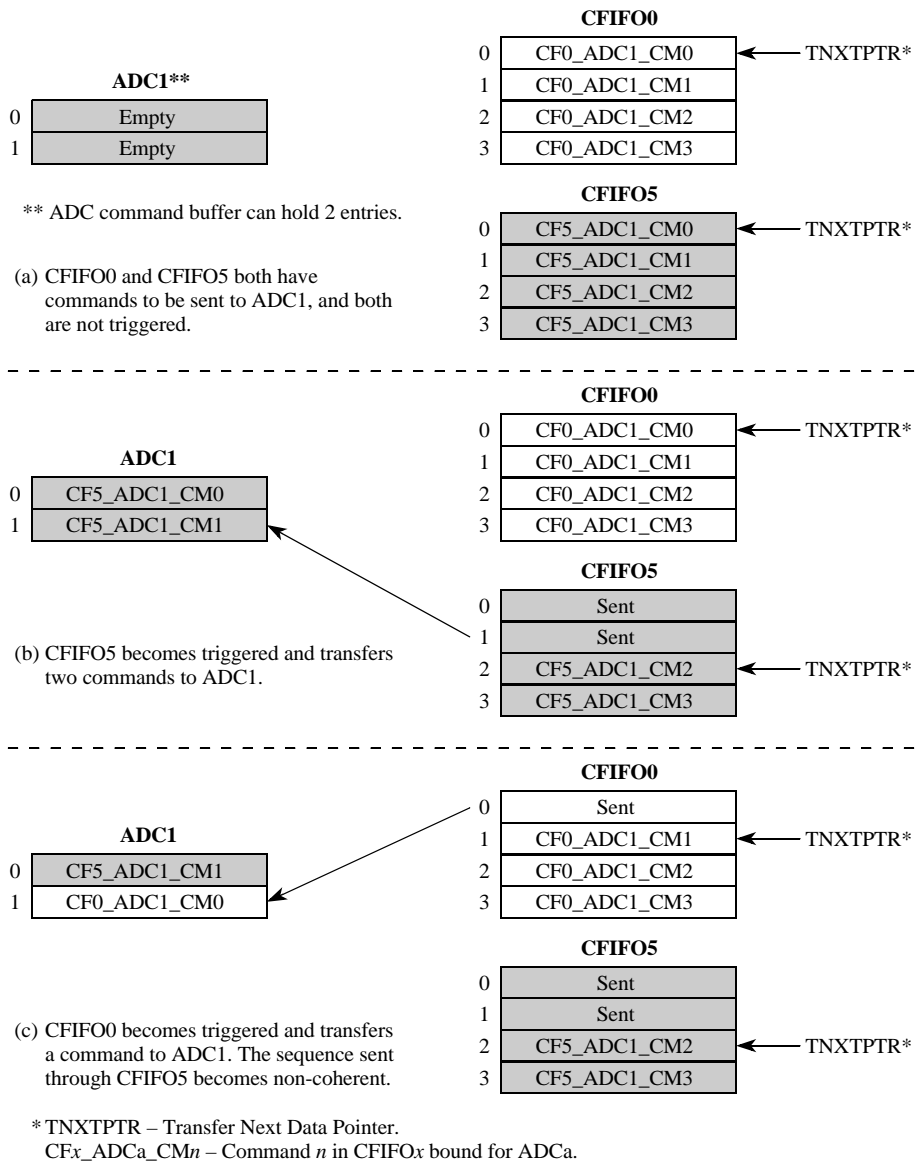 CFIFO0
0 CF0_ADC1_CM0 TNXTPTR*
1 CF0_ADC1_CM1
2 CF0_ADC1_CM2
3 CF0_ADC1_CM3
ADC1**
0 Empty
1 Empty
** ADC command buffer can hold 2 entries.
CFIFO5
0 CF5_ADC1_CM0 TNXTPTR*
1 CF5_ADC1_CM1
2 CF5_ADC1_CM2
3 CF5_ADC1_CM3
(a) CFIFO0 and CFIFO5 both have
commands to be sent to ADC1, and both
are not triggered.
CFIFO0
0 CF0_ADC1_CM0 TNXTPTR*
1 CF0_ADC1_CM1
2 CF0_ADC1_CM2
3 CF0_ADC1_CM3
ADC1
0 CF5_ADC1_CM0
1 CF5_ADC1_CM1
CFIFO5
0 Sent
1 Sent
2 CF5_ADC1_CM2 TNXTPTR*
3 CF5_ADC1_CM3
(b) CFIFO5 becomes triggered and transfers
two commands to ADC1.
CFIFO0
0 Sent
1 CF0_ADC1_CM1 TNXTPTR*
2 CF0_ADC1_CM2
3 CF0_ADC1_CM3
ADC1
0 CF5_ADC1_CM1
1 CF0_ADC1_CM0
CFIFO5
0 Sent
1 Sent
2 CF5_ADC1_CM2 TNXTPTR*
3 CF5_ADC1_CM3
(c) CFIFO0 becomes triggered and transfers
a command to ADC1. The sequence sent
through CFIFO5 becomes non-coherent.
* TNXTPTR – Transfer Next Data Pointer.
CFx_ADCa_CMn – Command n in CFIFOx bound for ADCa.